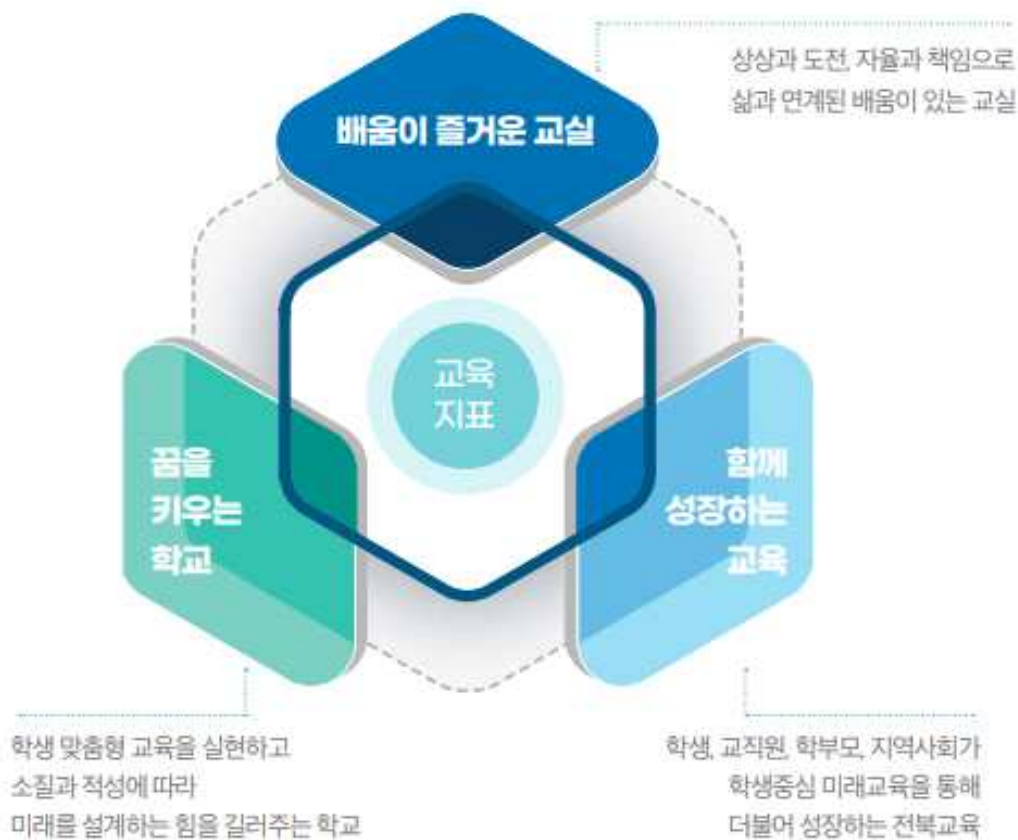 상상과 도전, 자율과 책임으로
삶과 연계된 배움이 있는 교실
배움이 즐거운 교실
교육
지표
꿈을
키우는
학교
함께
성장하는
교육
학생 맞춤형 교육을 실현하고
소질과 적성에 따라
미래를 설계하는 힘을 길러주는 학교
학생, 교직원, 학부모, 지역사회가
학생중심 미래교육을 통해
더불어 성장하는 전북교육